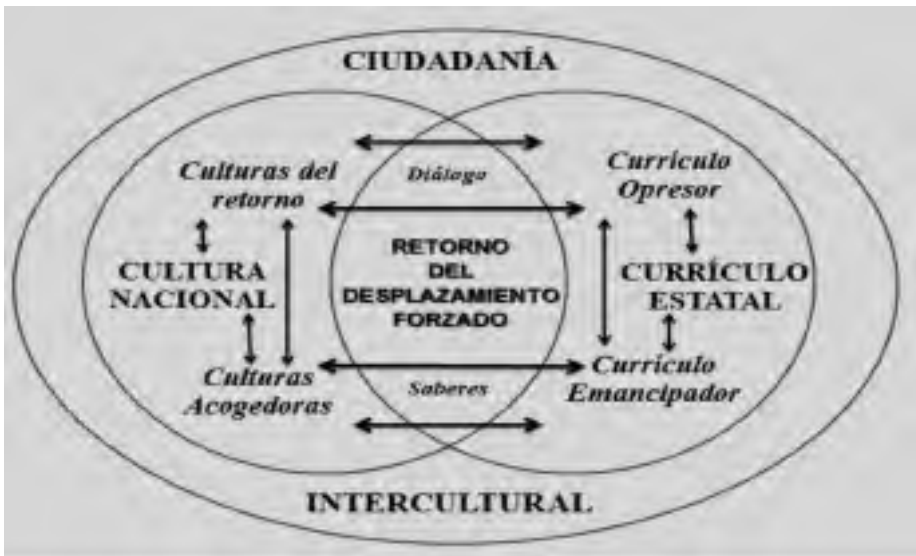 CIUDADANÍA
Culturas del
retorno
Diálogo
Currículo
Opresor
CULTURA
NACIONAL
RETORNO
DEL
DESPLAZAMIENTO
FORZADO
CURRÍCULO
ESTATAL
Culturas
Acogedoras
Saberes
Currículo
Emancipador
INTERCULTURAL